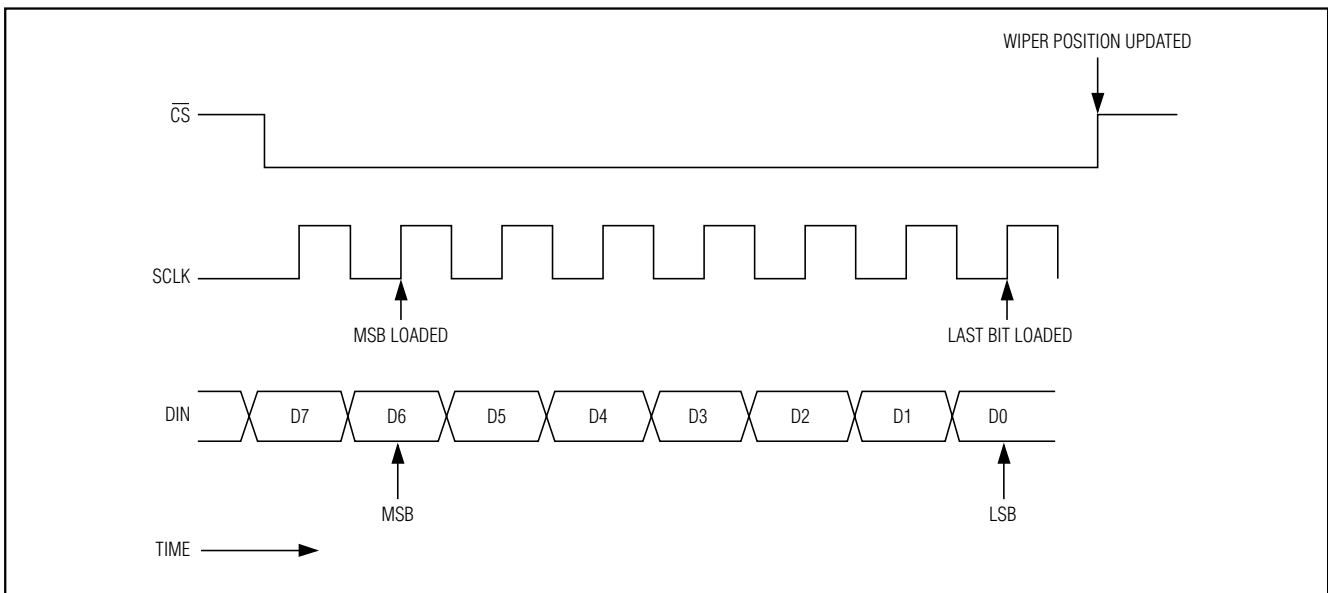 WIPER POSITION UPDATED
C̅S̅
SCLK
MSB LOADED
LAST BIT LOADED
DIN D7 D6 D5 D4 D3 D2 D1 D0
MSB
LSB
TIME